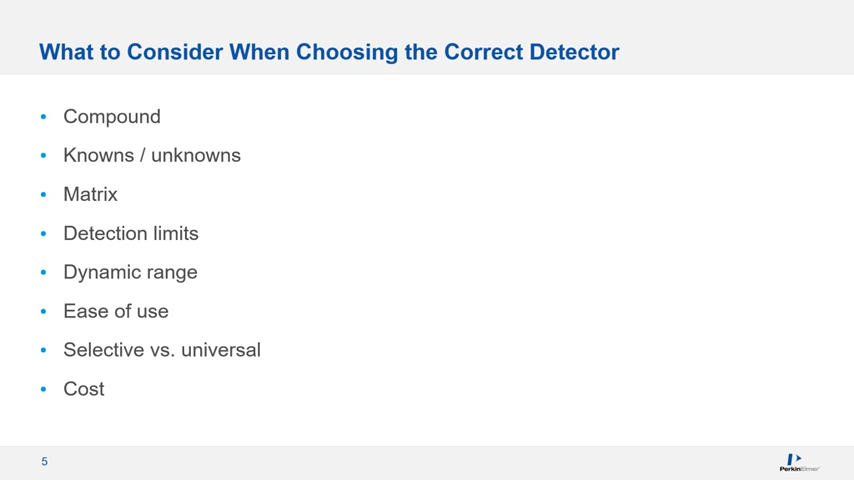 What to Consider When Choosing the Correct Detector
• Compound
• Knowns / unknowns
• Matrix
• Detection limits
• Dynamic range
• Ease of use
• Selective vs. universal
• Cost
5
PerkinElmer